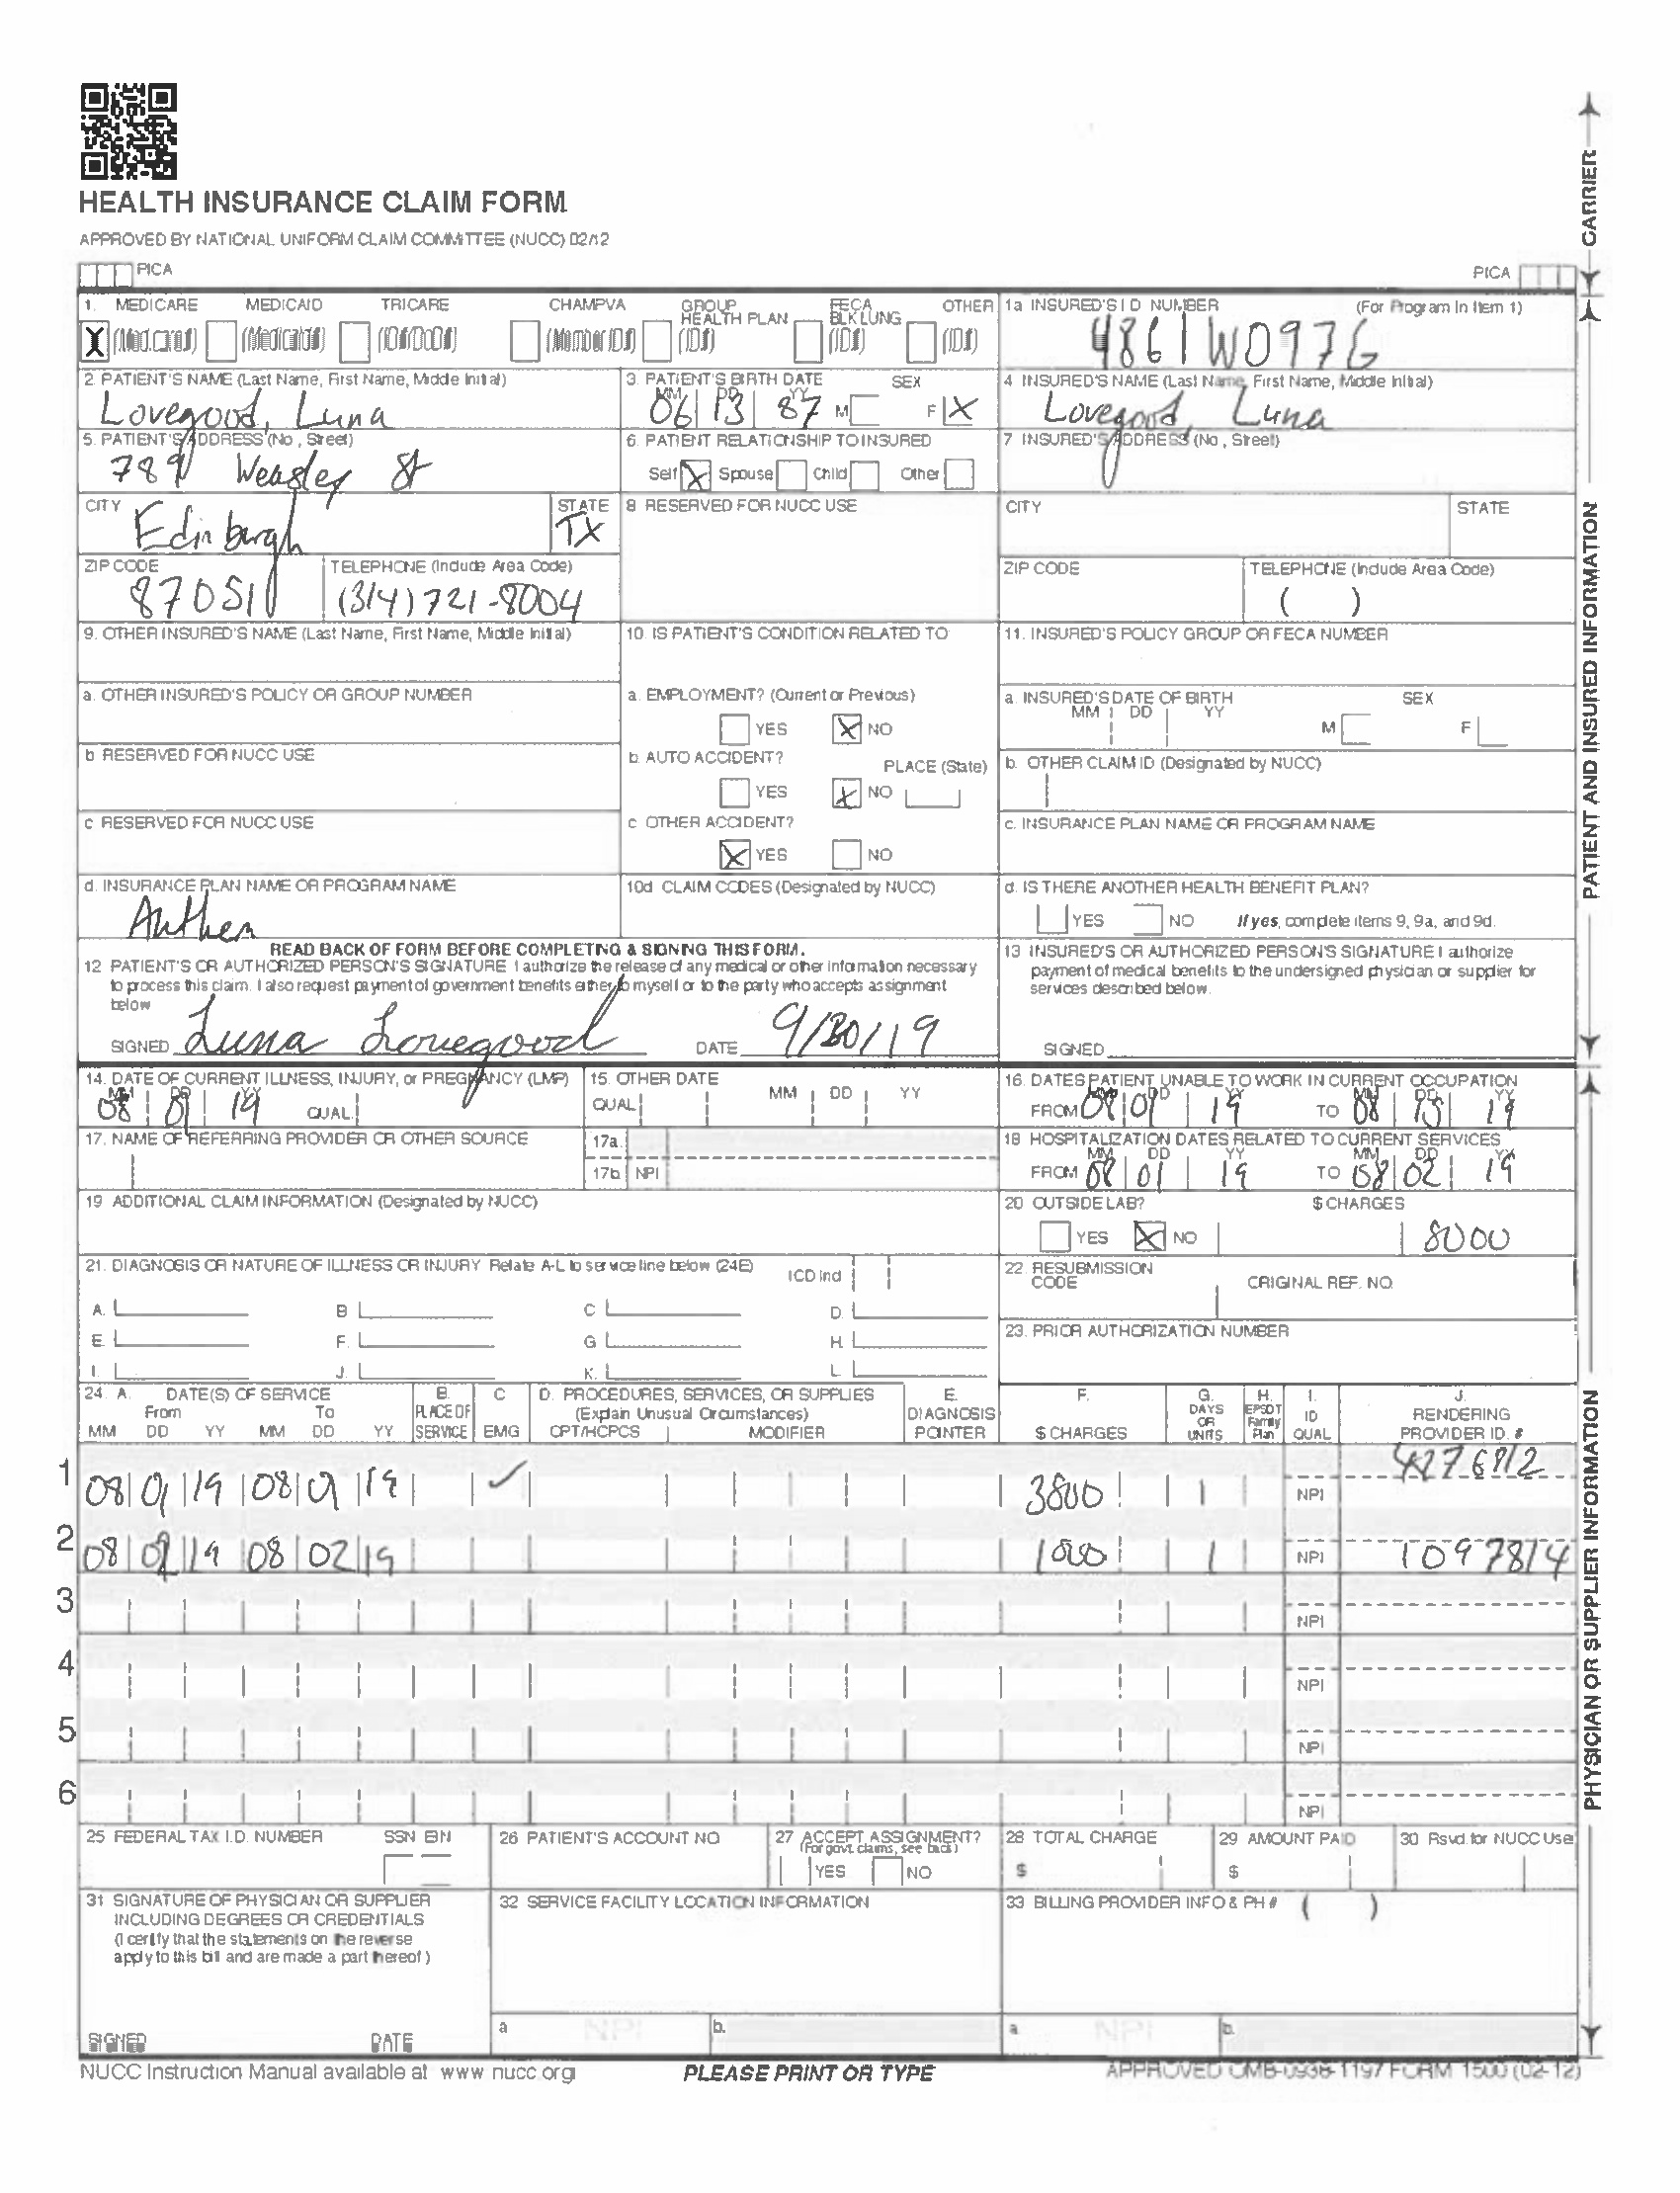 HEALTH INSURANCE CLAIM FORM
APPROVED BY NATIONAL UNIFORM CLAIM COMMITTEE (NUCC) 02/12
PICA
PICA
CARRIER
1. MEDICARE MEDICAID TRICARE CHAMPVA GROUP HEALTH PLAN FECA BLK LUNG OTHER
X (Medicare#) (Medicaid#) (ID#/DoD#) (Member ID#) (ID#) (ID#) (ID#)
1a INSURED'S I D NUMBER (For Program in Item 1)
4861W097G
2. PATIENT'S NAME (Last Name, First Name, Middle Initial)
Lovegood, Luna
3. PATIENT'S BIRTH DATE SEX
MM DD YY
06 13 87 M F X
4 INSURED'S NAME (Last Name, First Name, Middle Initial)
Lovegood, Luna
5. PATIENT'S ADDRESS (No , Street)
789 Weasley St
6. PATIENT RELATIONSHIP TO INSURED
Self X Spouse Child Other
7 INSURED'S ADDRESS (No , Street)
CITY
Edinburgh
STATE
TX
8 RESERVED FOR NUCC USE
CITY STATE
ZIP CODE
87051
TELEPHONE (Include Area Code)
(314) 721-8004
ZIP CODE TELEPHONE (Include Area Code)
( )
9. OTHER INSURED'S NAME (Last Name, First Name, Middle Initial)
10. IS PATIENT'S CONDITION RELATED TO
11. INSURED'S POLICY GROUP OR FECA NUMBER
a. OTHER INSURED'S POLICY OR GROUP NUMBER
a. EMPLOYMENT? (Current or Previous)
YES X NO
a. INSURED'S DATE OF BIRTH SEX
MM DD YY
M F
b RESERVED FOR NUCC USE
b. AUTO ACCIDENT? PLACE (State)
YES X NO
b. OTHER CLAIM ID (Designated by NUCC)
c RESERVED FOR NUCC USE
c. OTHER ACCIDENT?
X YES NO
c. INSURANCE PLAN NAME OR PROGRAM NAME
d. INSURANCE PLAN NAME OR PROGRAM NAME
Anthem
10d CLAIM CODES (Designated by NUCC)
d. IS THERE ANOTHER HEALTH BENEFIT PLAN?
YES NO If yes, complete items 9, 9a, and 9d.
READ BACK OF FORM BEFORE COMPLETING & SIGNING THIS FORM.
12 PATIENT'S OR AUTHORIZED PERSON'S SIGNATURE I authorize the release of any medical or other information necessary
to process this claim. I also request payment of government benefits either to myself or to the party who accepts assignment
below
SIGNED Luna Lovegood DATE 9/30/19
13 INSURED'S OR AUTHORIZED PERSON'S SIGNATURE I authorize
payment of medical benefits to the undersigned physician or supplier for
services described below.
SIGNED
PATIENT AND INSURED INFORMATION
14. DATE OF CURRENT ILLNESS, INJURY, or PREGNANCY (LMP)
MM DD YY
08 01 19 QUAL.
15. OTHER DATE
QUAL. MM DD YY
16. DATES PATIENT UNABLE TO WORK IN CURRENT OCCUPATION
MM DD YY MM DD YY
FROM 08 01 19 TO 08 15 19
17. NAME OF REFERRING PROVIDER OR OTHER SOURCE
17a.
17b NPI
18 HOSPITALIZATION DATES RELATED TO CURRENT SERVICES
MM DD YY MM DD YY
FROM 08 01 19 TO 08 02 19
19 ADDITIONAL CLAIM INFORMATION (Designated by NUCC)
20 OUTSIDE LAB? $ CHARGES
YES X NO 8000
21. DIAGNOSIS OR NATURE OF ILLNESS OR INJURY Relate A-L to service line below (24E) ICD Ind
A. B C D.
E. F. G H.
I. J. K. L.
22. RESUBMISSION CODE ORIGINAL REF. NO.
23. PRIOR AUTHORIZATION NUMBER
24. A. DATE(S) OF SERVICE B. C D. PROCEDURES, SERVICES, OR SUPPLIES E. F. G. H. I. J.
From To PLACE OF (Explain Unusual Circumstances) DIAGNOSIS DAYS OR EPSDT Family ID RENDERING
MM DD YY MM DD YY SERVICE EMG CPT/HCPCS MODIFIER POINTER $ CHARGES UNITS Plan QUAL. PROVIDER ID. #
1 08 01 19 08 01 19 ✓ 3800 1 NPI 4276812
2 08 02 19 08 02 19 1000 1 NPI 1097814
3 NPI
4 NPI
5 NPI
6 NPI
25 FEDERAL TAX I.D. NUMBER SSN EIN
26 PATIENT'S ACCOUNT NO.
27 ACCEPT ASSIGNMENT?
(For govt. claims, see back)
YES NO
28 TOTAL CHARGE
$
29 AMOUNT PAID
$
30 Rsvd. for NUCC Use
31 SIGNATURE OF PHYSICIAN OR SUPPLIER
INCLUDING DEGREES OR CREDENTIALS
(I certify that the statements on the reverse
apply to this bill and are made a part thereof )
SIGNED DATE
32 SERVICE FACILITY LOCATION INFORMATION
a NPI b.
33 BILLING PROVIDER INFO & PH # ( )
a NPI b.
PHYSICIAN OR SUPPLIER INFORMATION
NUCC Instruction Manual available at www nucc.org
PLEASE PRINT OR TYPE
APPROVED OMB-0938-1197 FORM 1500 (02-12)